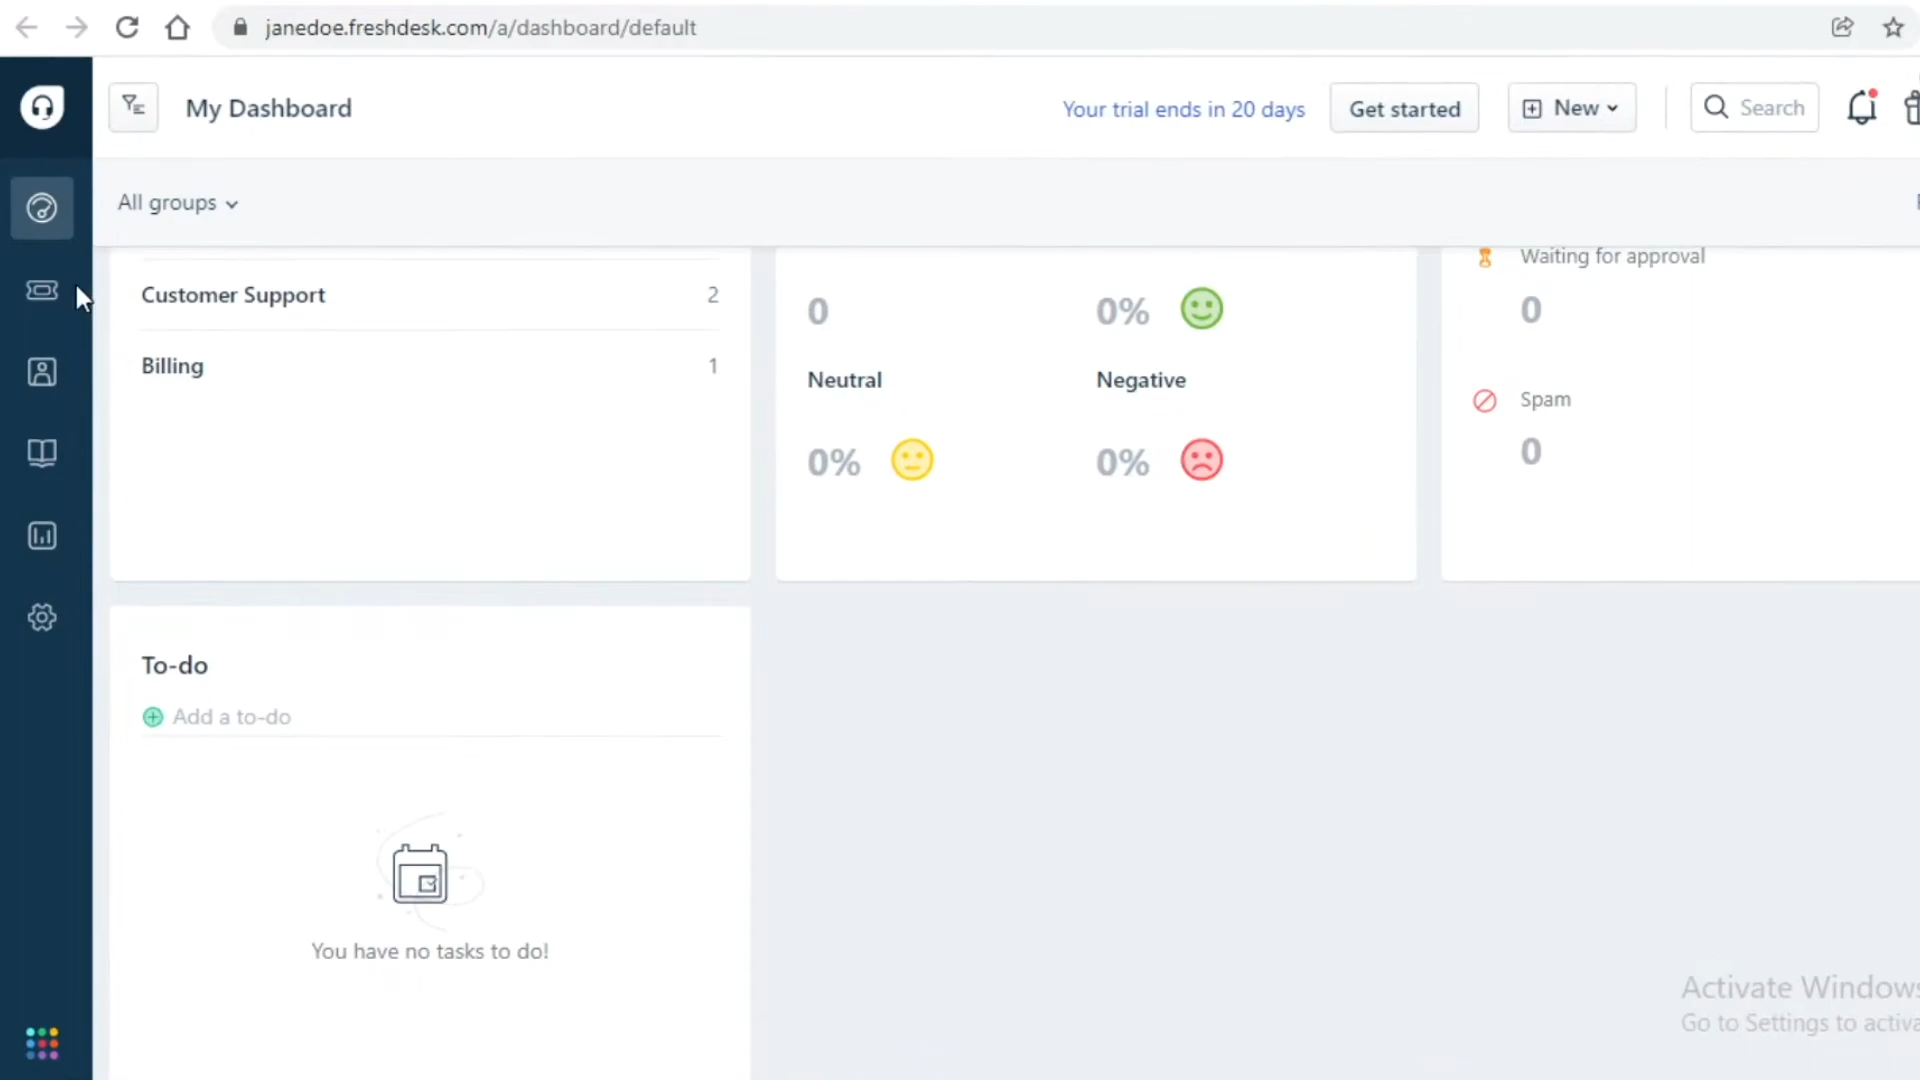 janedoe.freshdesk.com/a/dashboard/default
My Dashboard
Your trial ends in 20 days
Get started
New
Search
All groups
Customer Support 2
Billing 1
0
0%
Neutral
Negative
0%
0%
Waiting for approval
0
Spam
0
To-do
Add a to-do
You have no tasks to do!
Activate Windows
Go to Settings to activa